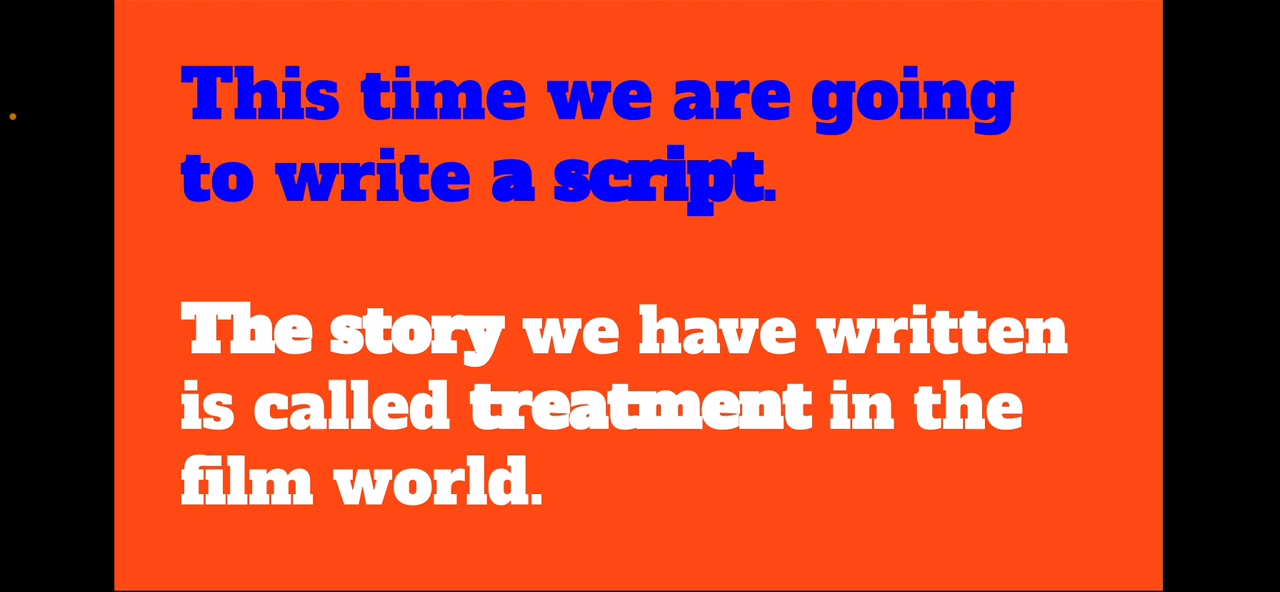 This time we are going
to write a script.
The story we have written
is called treatment in the
film world.